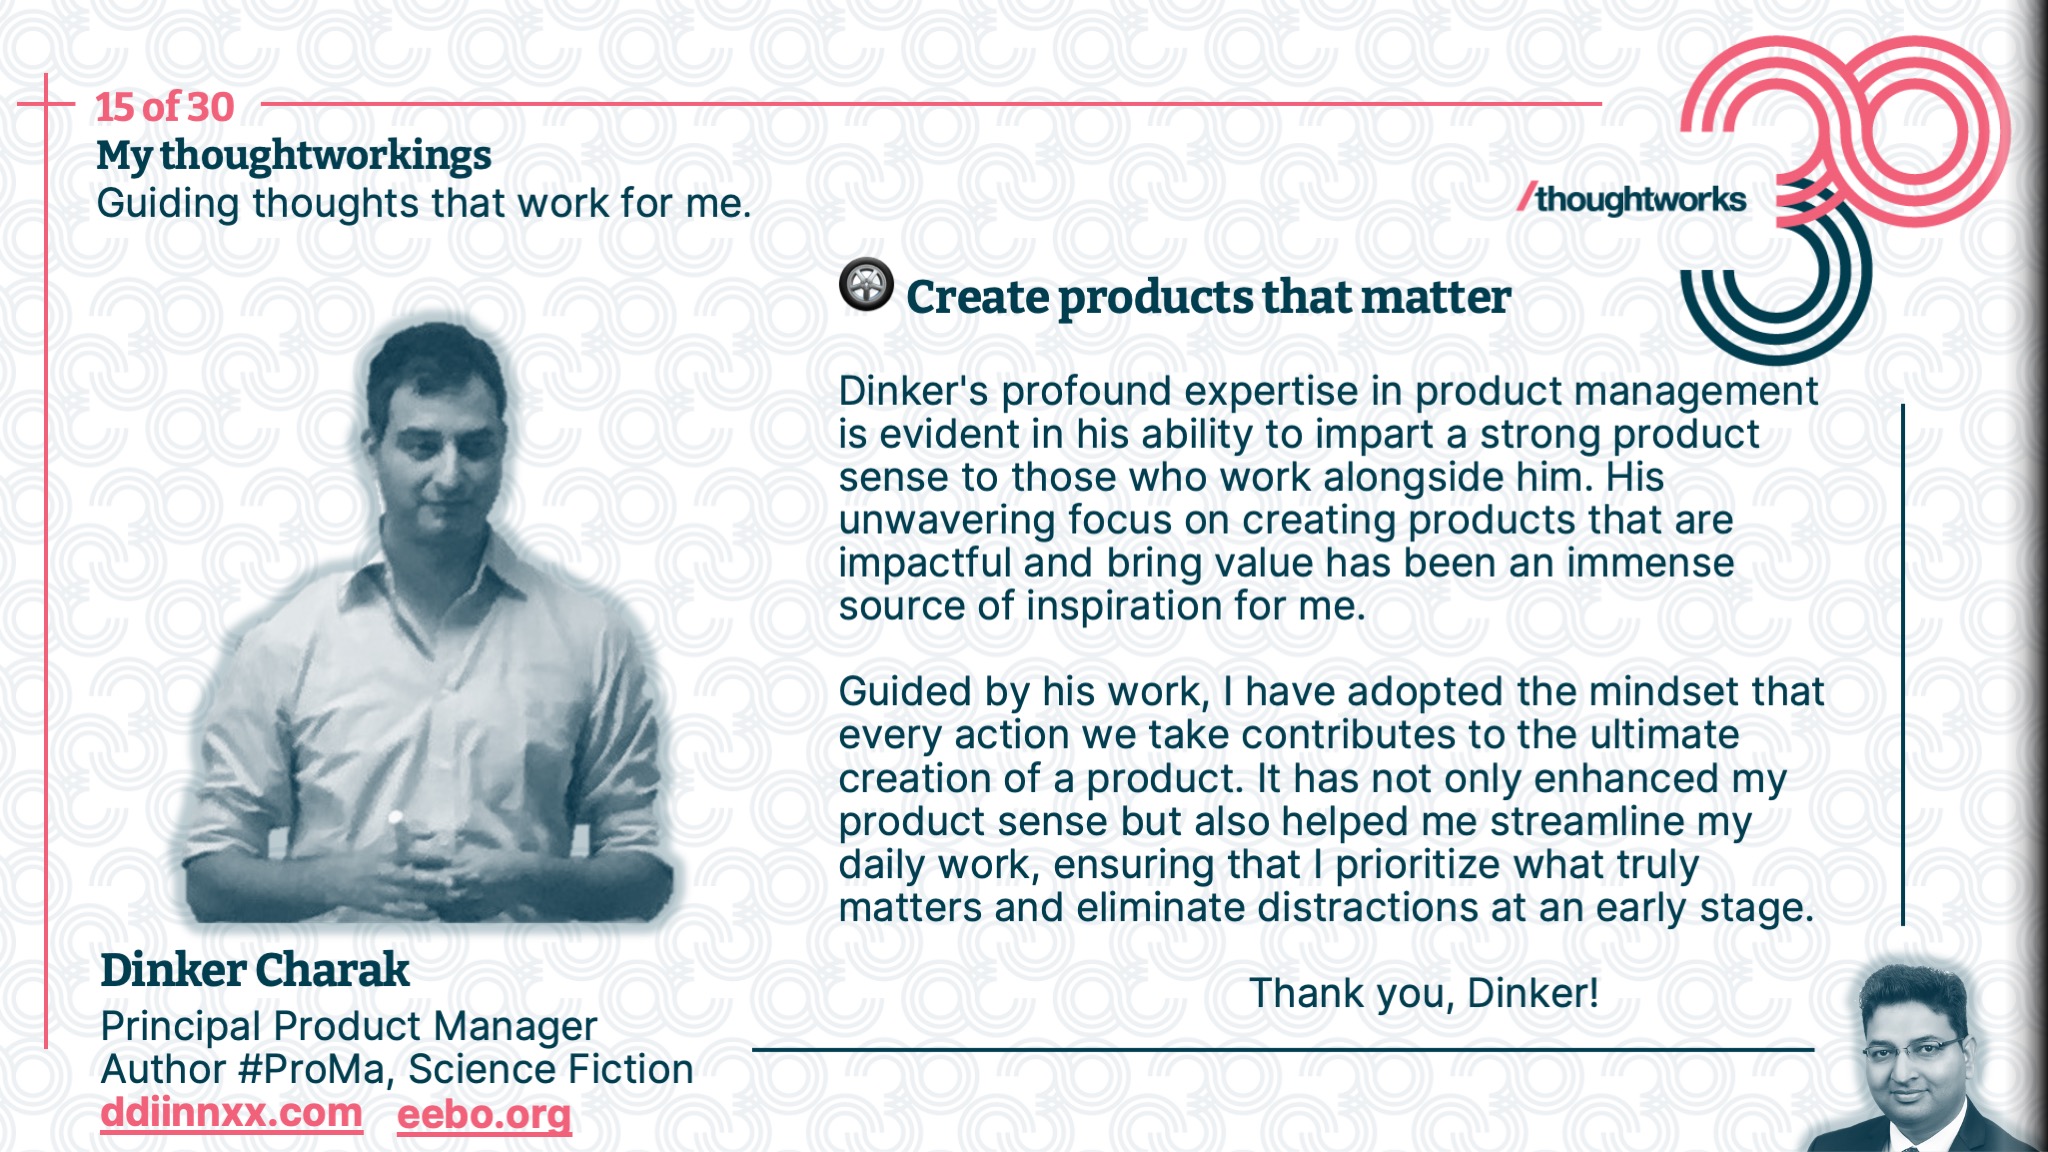 15 of 30
My thoughtworkings
Guiding thoughts that work for me.
/thoughtworks
30
Create products that matter
Dinker's profound expertise in product management
is evident in his ability to impart a strong product
sense to those who work alongside him. His
unwavering focus on creating products that are
impactful and bring value has been an immense
source of inspiration for me.
Guided by his work, I have adopted the mindset that
every action we take contributes to the ultimate
creation of a product. It has not only enhanced my
product sense but also helped me streamline my
daily work, ensuring that I prioritize what truly
matters and eliminate distractions at an early stage.
Thank you, Dinker!
Dinker Charak
Principal Product Manager
Author #ProMa, Science Fiction
ddiinnxx.com eebo.org